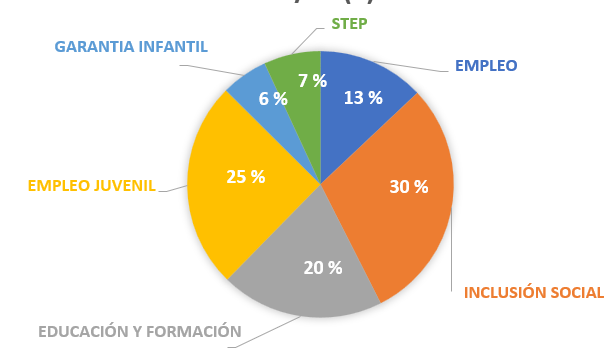 STEP
GARANTIA INFANTIL
EMPLEO
7 %
6 %
13 %
25 %
EMPLEO JUVENIL
30 %
20 %
INCLUSIÓN SOCIAL
EDUCACIÓN Y FORMACIÓN